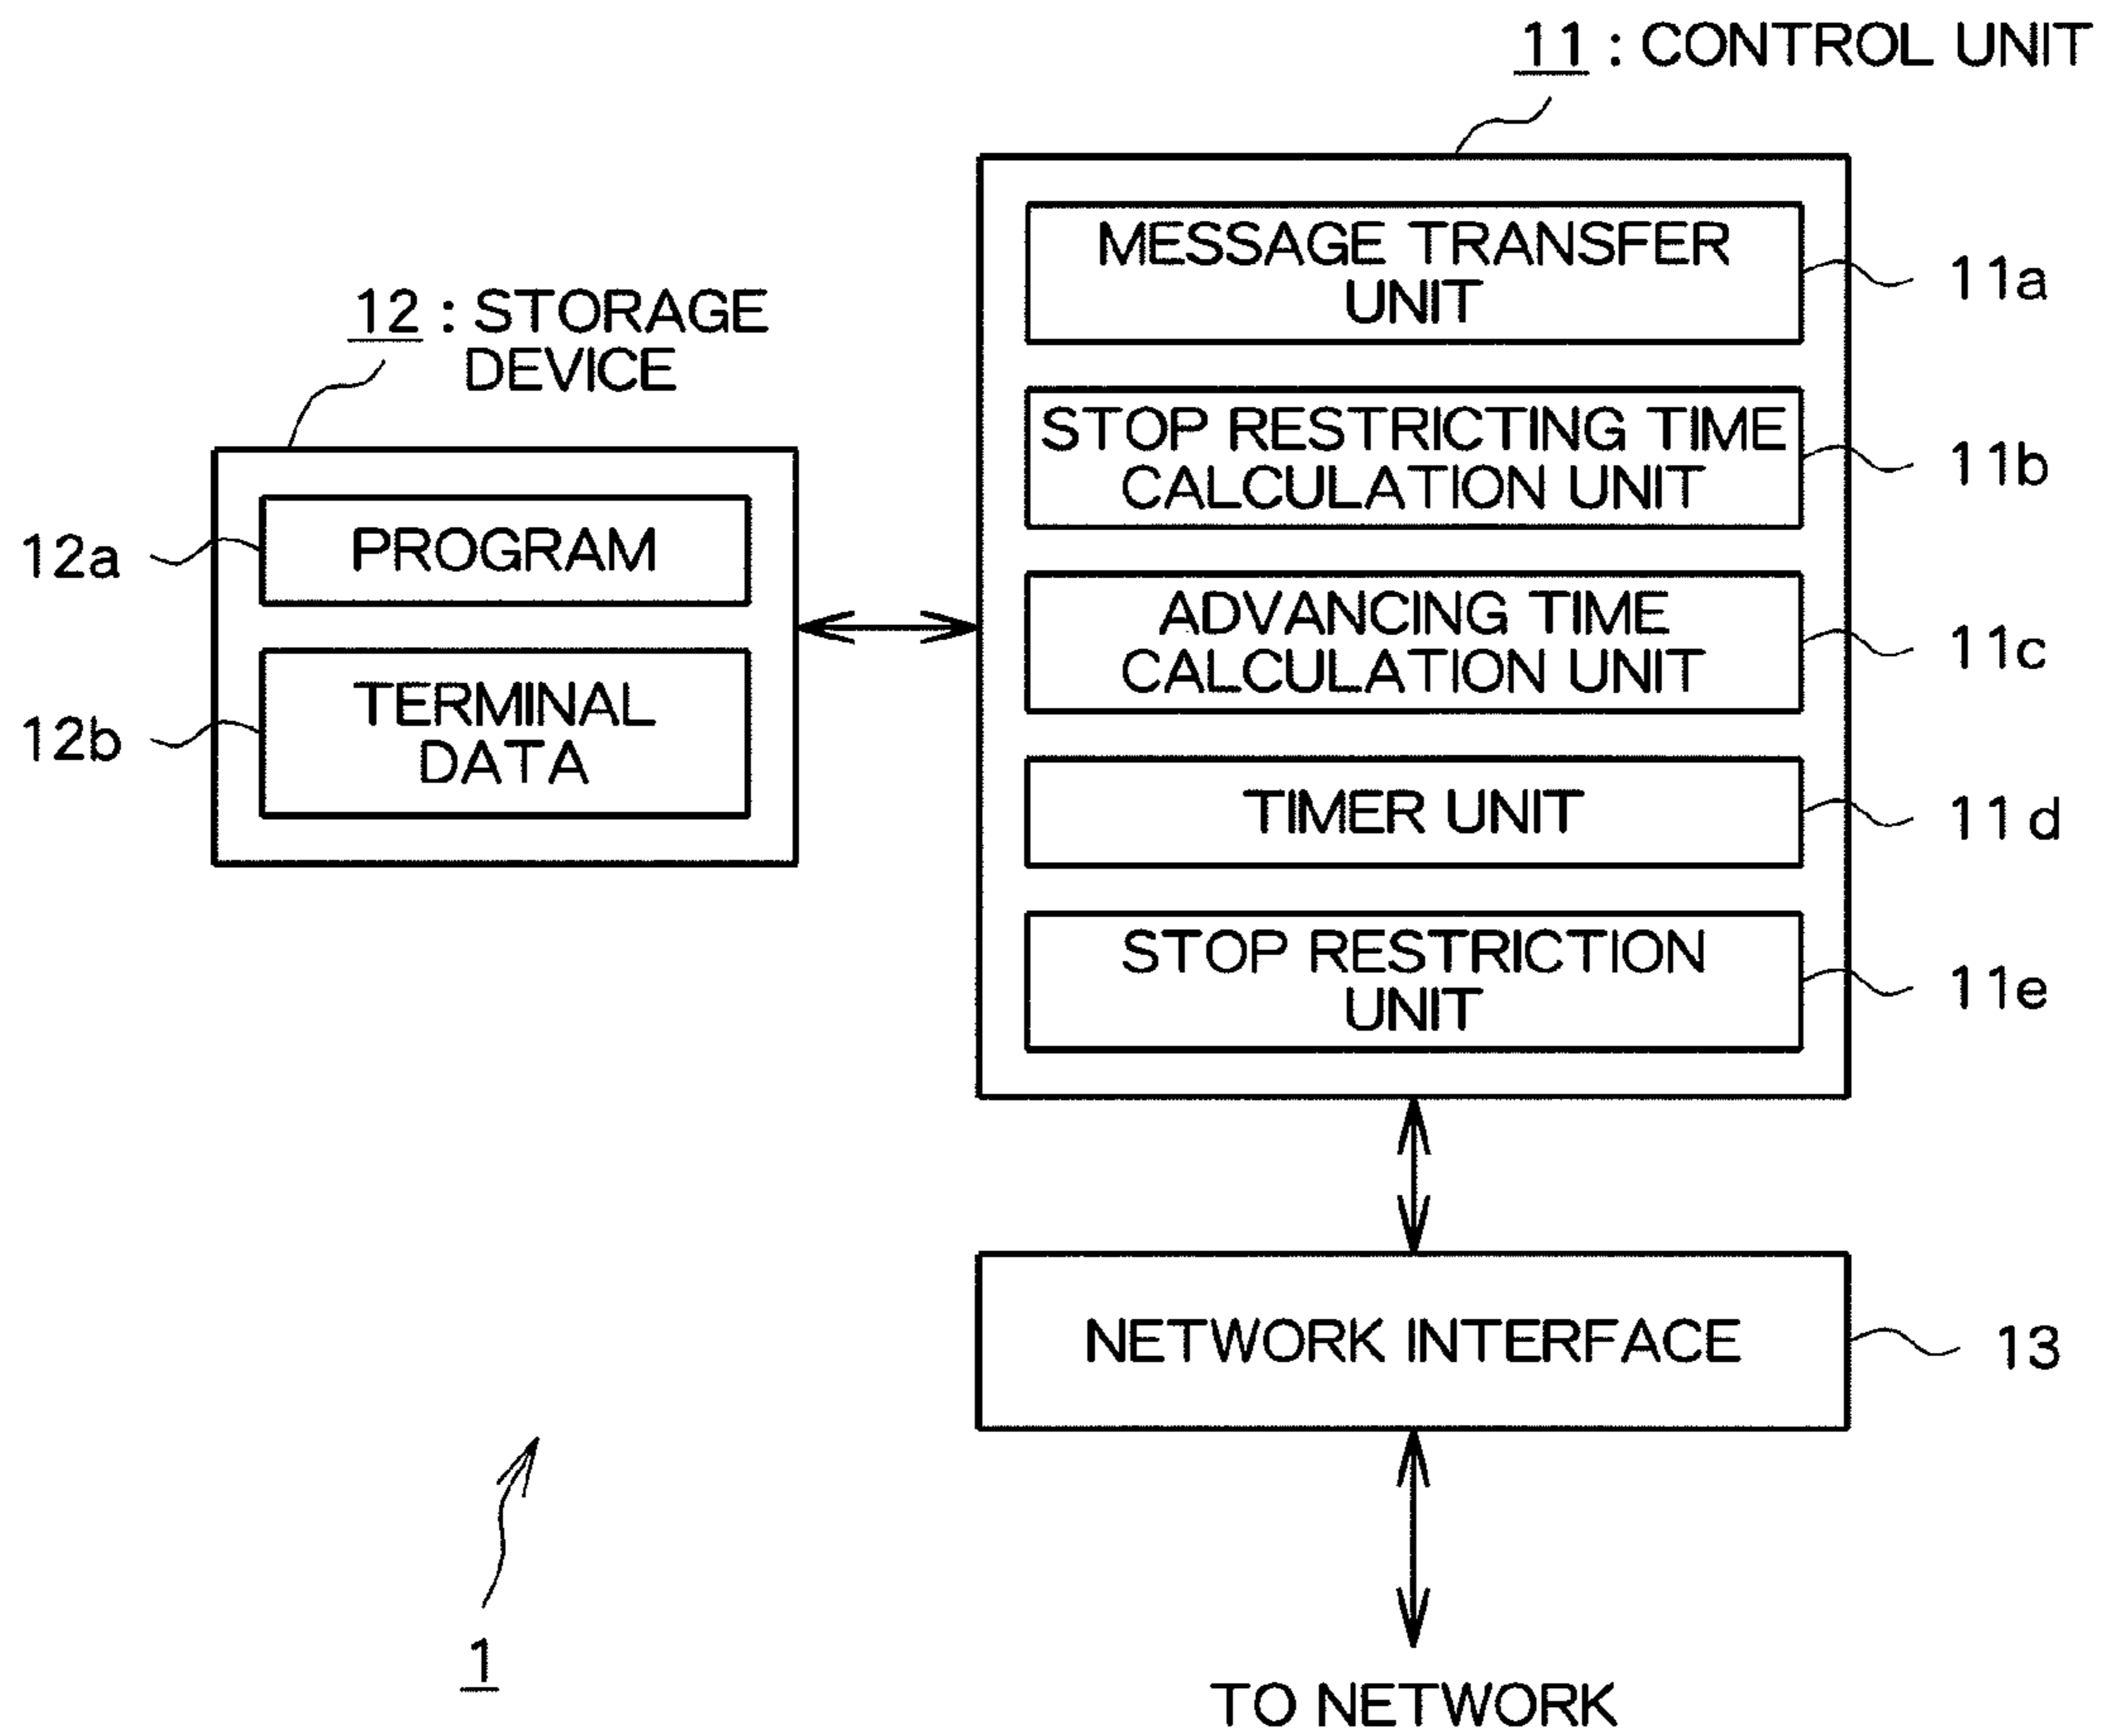 11 : CONTROL UNIT
MESSAGE TRANSFER
UNIT
11a
12 : STORAGE
DEVICE
STOP RESTRICTING TIME
CALCULATION UNIT
11b
12a
PROGRAM
ADVANCING TIME
CALCULATION UNIT
11c
12b
TERMINAL
DATA
TIMER UNIT
11d
STOP RESTRICTION
UNIT
11e
NETWORK INTERFACE
13
1
TO NETWORK